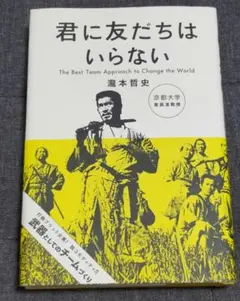 君に友だちは
いらない
The Best Team Approach to Change the World
瀧本哲史
京都大学
客員准教授
武器としてのチームづくり